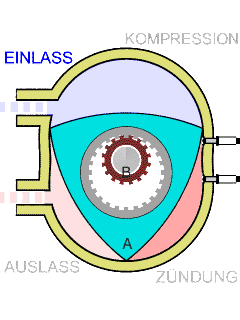 KOMPRESSION
EINLASS
B
A
AUSLASS
ZÜNDUNG